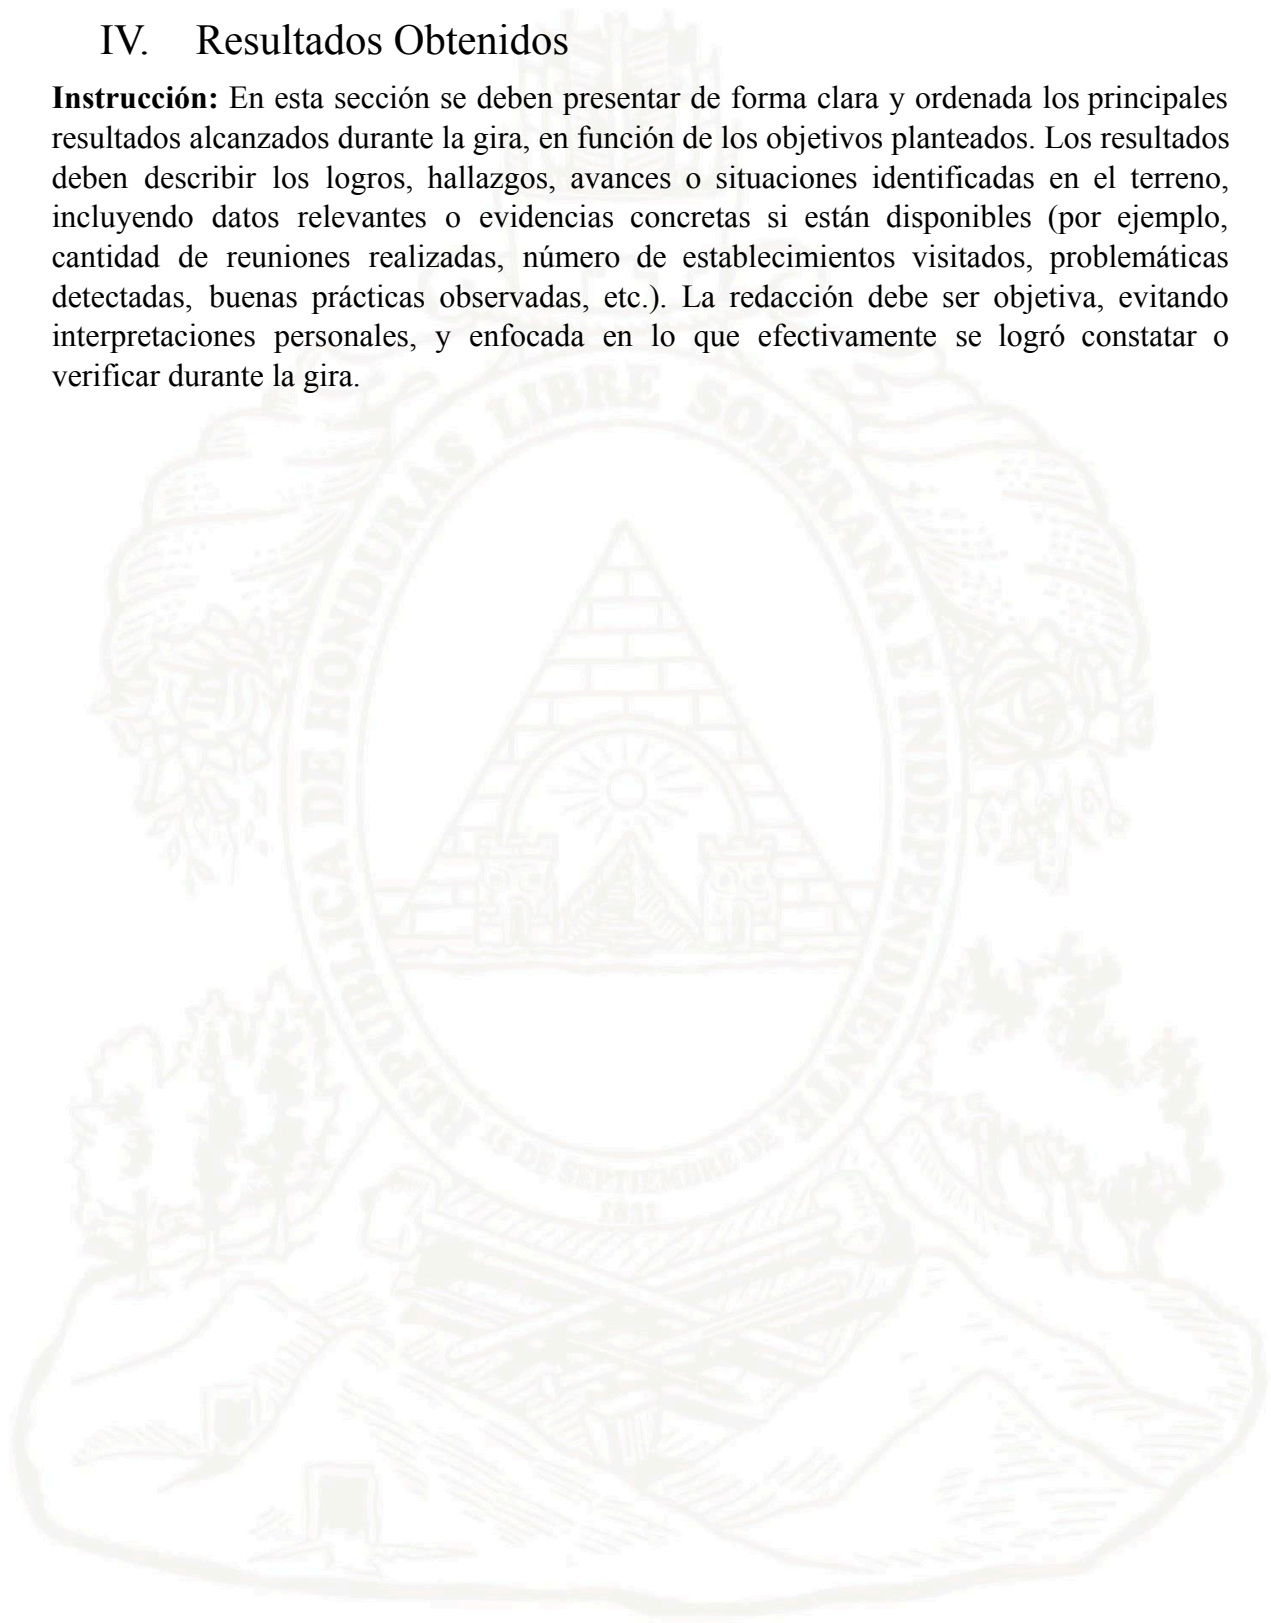 IV. Resultados Obtenidos
Instrucción: En esta sección se deben presentar de forma clara y ordenada los principales
resultados alcanzados durante la gira, en función de los objetivos planteados. Los resultados
deben describir los logros, hallazgos, avances o situaciones identificadas en el terreno,
incluyendo datos relevantes o evidencias concretas si están disponibles (por ejemplo,
cantidad de reuniones realizadas, número de establecimientos visitados, problemáticas
detectadas, buenas prácticas observadas, etc.). La redacción debe ser objetiva, evitando
interpretaciones personales, y enfocada en lo que efectivamente se logró constatar o
verificar durante la gira.
REPUBLICA DE HONDURAS LIBRE SOBERANA E INDEPENDIENTE
15 DE SEPTIEMBRE DE
1821